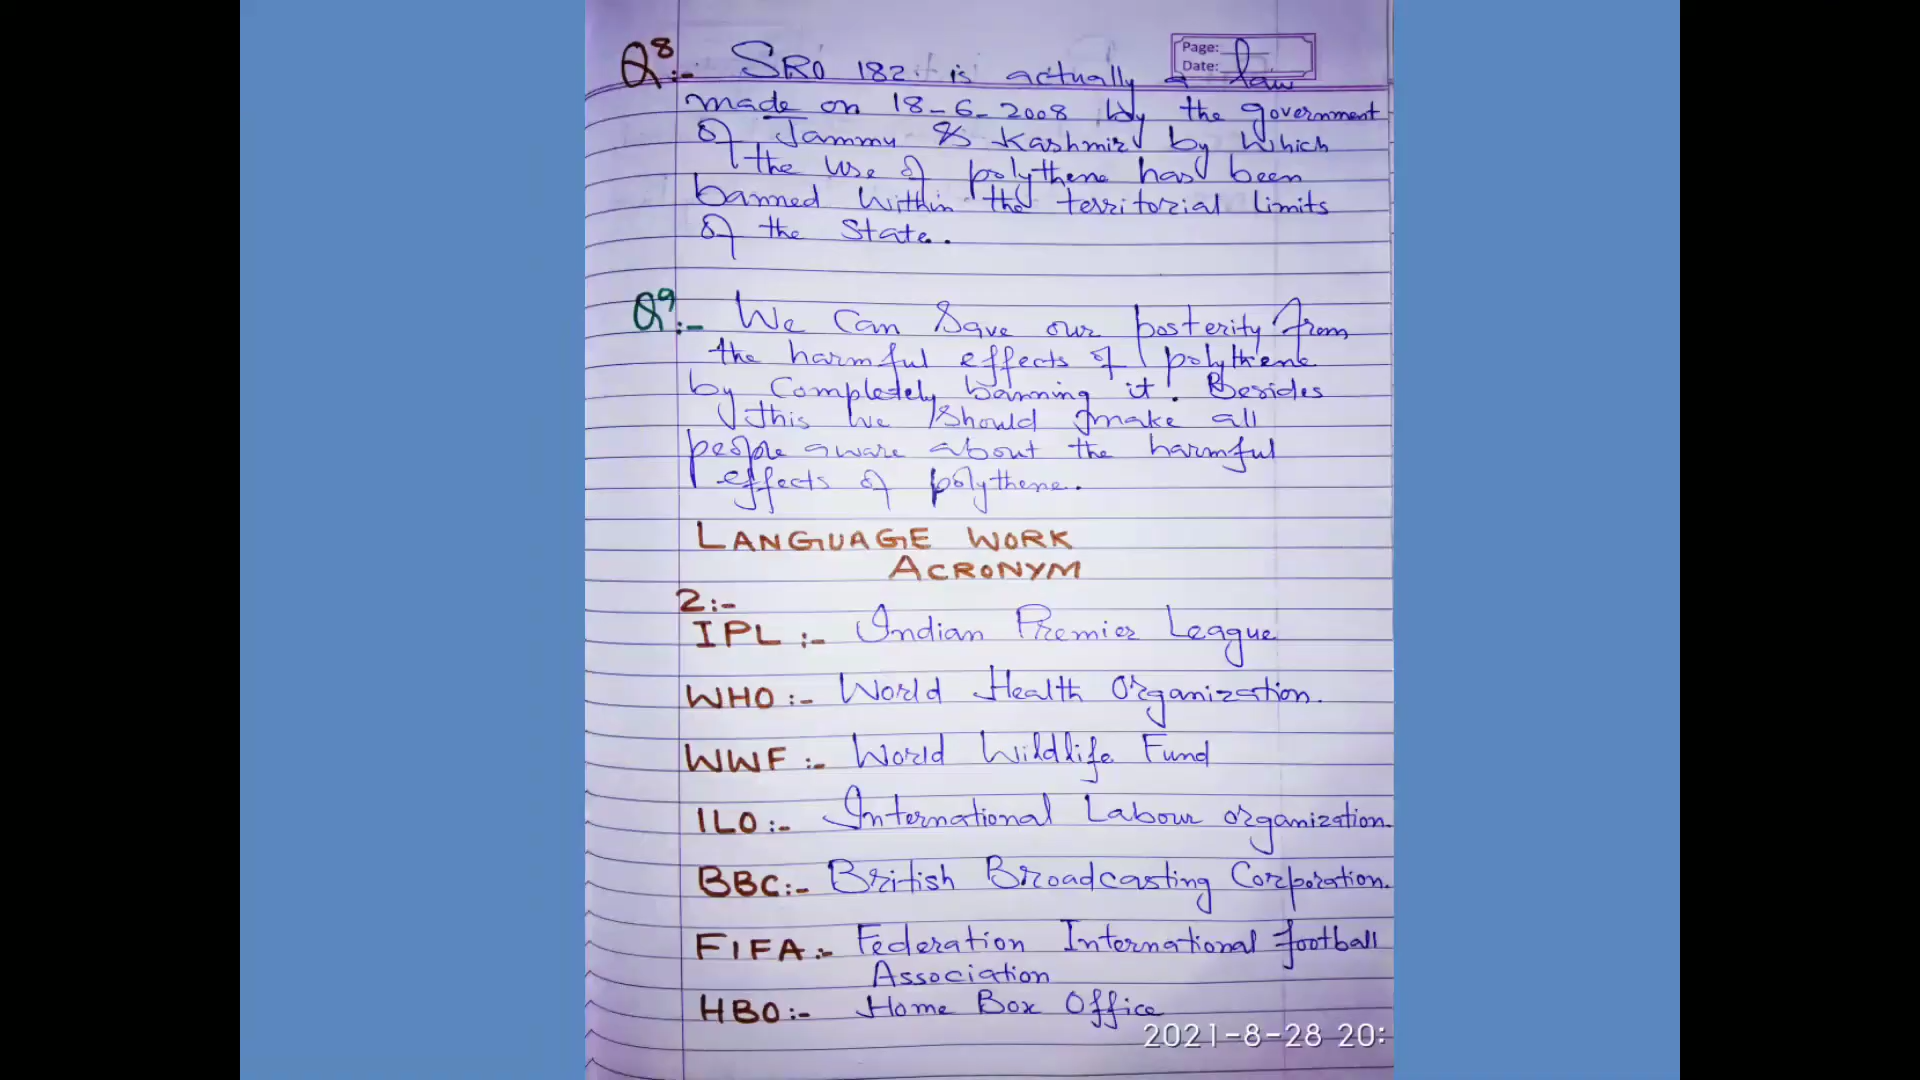 Page:
Date:
Q8:- SRO 182 is actually a law
made on 18-6-2008 by the government
of Jammu & Kashmir by which
the use of polythene has been
banned within the territorial limits
of the State.
Q9:- We can save our posterity from
the harmful effects of polythene
by completely banning it. Besides
this we should make all
people aware about the harmful
effects of polythene.
LANGUAGE WORK
ACRONYM
2:-
IPL :- Indian Premier League
WHO :- World Health Organization.
WWF :- World Wildlife Fund
ILO :- International Labour organization.
BBC:- British Broadcasting Corporation.
FIFA :- Federation International football
Association
HBO:- Home Box Office
2021-8-28 20: